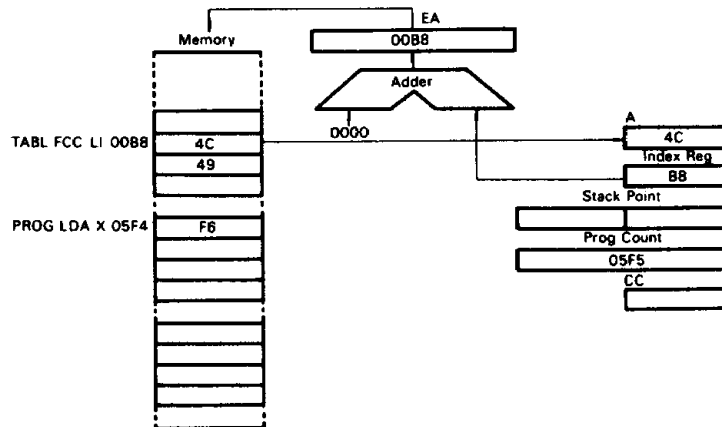 EA
Memory
00B8
Adder
A
TABL FCC LI 00B8
4C
0000
4C
49
Index Reg
B8
Stack Point
PROG LDA X 05F4
F6
Prog Count
05F5
CC